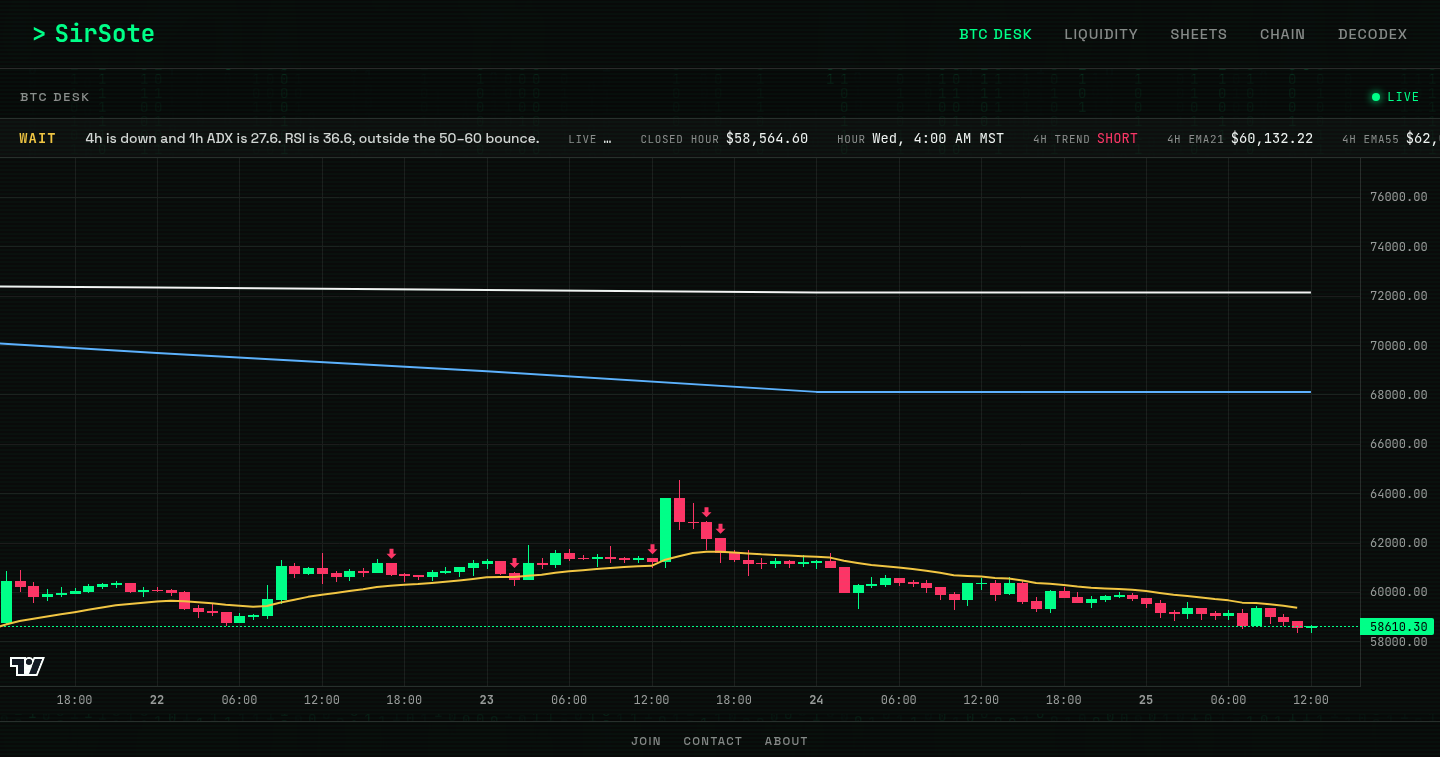 > SirSote
BTC DESK LIQUIDITY SHEETS CHAIN DECODEX
BTC DESK
LIVE
WAIT 4h is down and 1h ADX is 27.6. RSI is 36.6, outside the 50–60 bounce. LIVE … CLOSED HOUR $58,564.60 HOUR Wed, 4:00 AM MST 4H TREND SHORT 4H EMA21 $60,132.22 4H EMA55 $62,
76000.00
74000.00
72000.00
70000.00
68000.00
66000.00
64000.00
62000.00
60000.00
58610.30
58000.00
18:00 22 06:00 12:00 18:00 23 06:00 12:00 18:00 24 06:00 12:00 18:00 25 06:00 12:00
JOIN CONTACT ABOUT